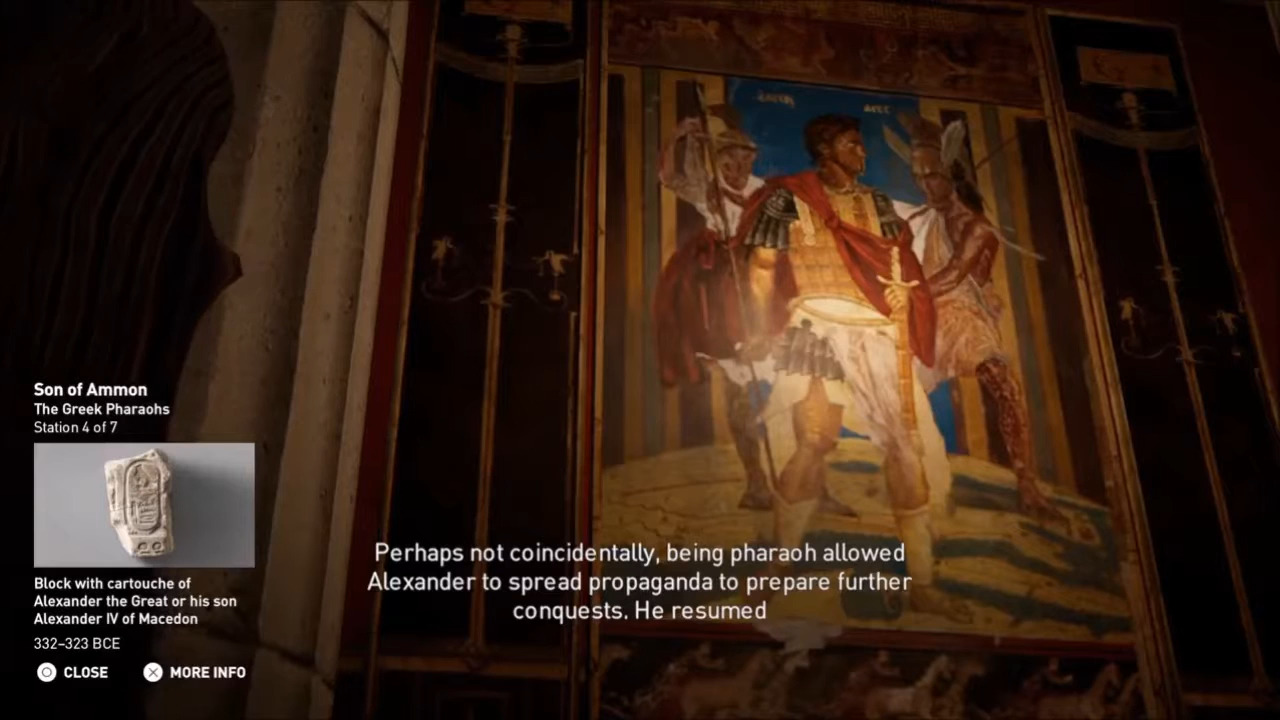 Son of Ammon
The Greek Pharaohs
Station 4 of 7
Block with cartouche of
Alexander the Great or his son
Alexander IV of Macedon
332–323 BCE
CLOSE
MORE INFO
Perhaps not coincidentally, being pharaoh allowed
Alexander to spread propaganda to prepare further
conquests. He resumed